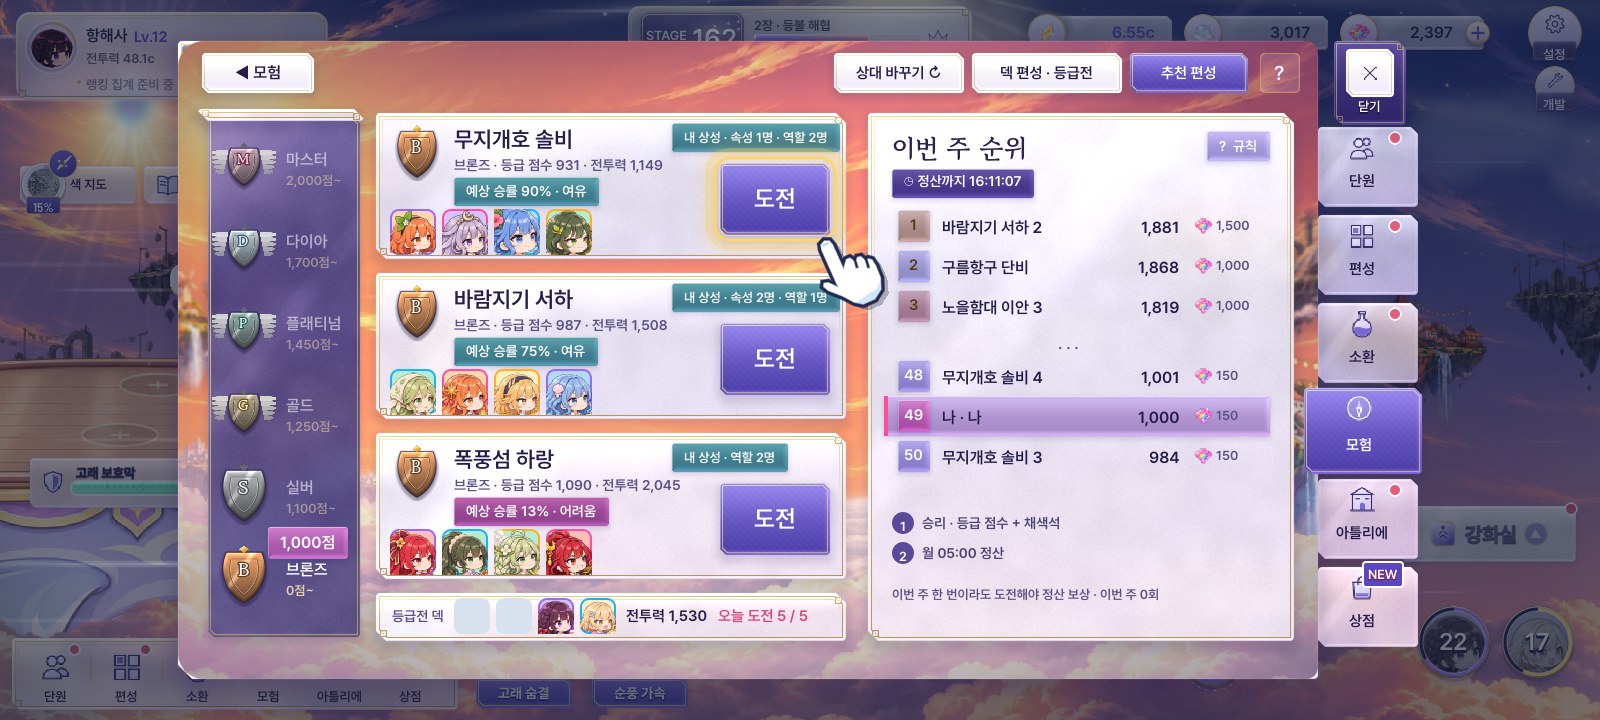 항해사 Lv.12
전투력 48.1c
랭킹 집계 준비 중
STAGE 162
2장 · 등불 해협
6.55c
3,017
2,397
설정
개발
◀ 모험
상대 바꾸기
덱 편성 · 등급전
추천 편성
?
닫기
색 지도
15%
M
마스터
2,000점~
D
다이아
1,700점~
P
플래티넘
1,450점~
G
골드
1,250점~
S
실버
1,100점~
1,000점
B
브론즈
0점~
B
무지개호 솔비
내 상성 · 속성 1명 · 역할 2명
브론즈 · 등급 점수 931 · 전투력 1,149
예상 승률 90% · 여유
도전
B
바람지기 서하
내 상성 · 속성 2명 · 역할 1명
브론즈 · 등급 점수 987 · 전투력 1,508
예상 승률 75% · 여유
도전
B
폭풍섬 하랑
내 상성 · 역할 2명
브론즈 · 등급 점수 1,090 · 전투력 2,045
예상 승률 13% · 어려움
도전
등급전 덱
전투력 1,530
오늘 도전 5 / 5
이번 주 순위
? 규칙
정산까지 16:11:07
1 바람지기 서하 2 1,881 1,500
2 구름항구 단비 1,868 1,000
3 노을함대 이안 3 1,819 1,000
...
48 무지개호 솔비 4 1,001 150
49 나 · 나 1,000 150
50 무지개호 솔비 3 984 150
1 승리 · 등급 점수 + 채색석
2 월 05:00 정산
이번 주 한 번이라도 도전해야 정산 보상 · 이번 주 0회
단원
편성
소환
모험
아틀리에
NEW
상점
고래 보호막
강화실
22
17
단원
편성
소환
모험
아틀리에
상점
고래 숨결
순풍 가속